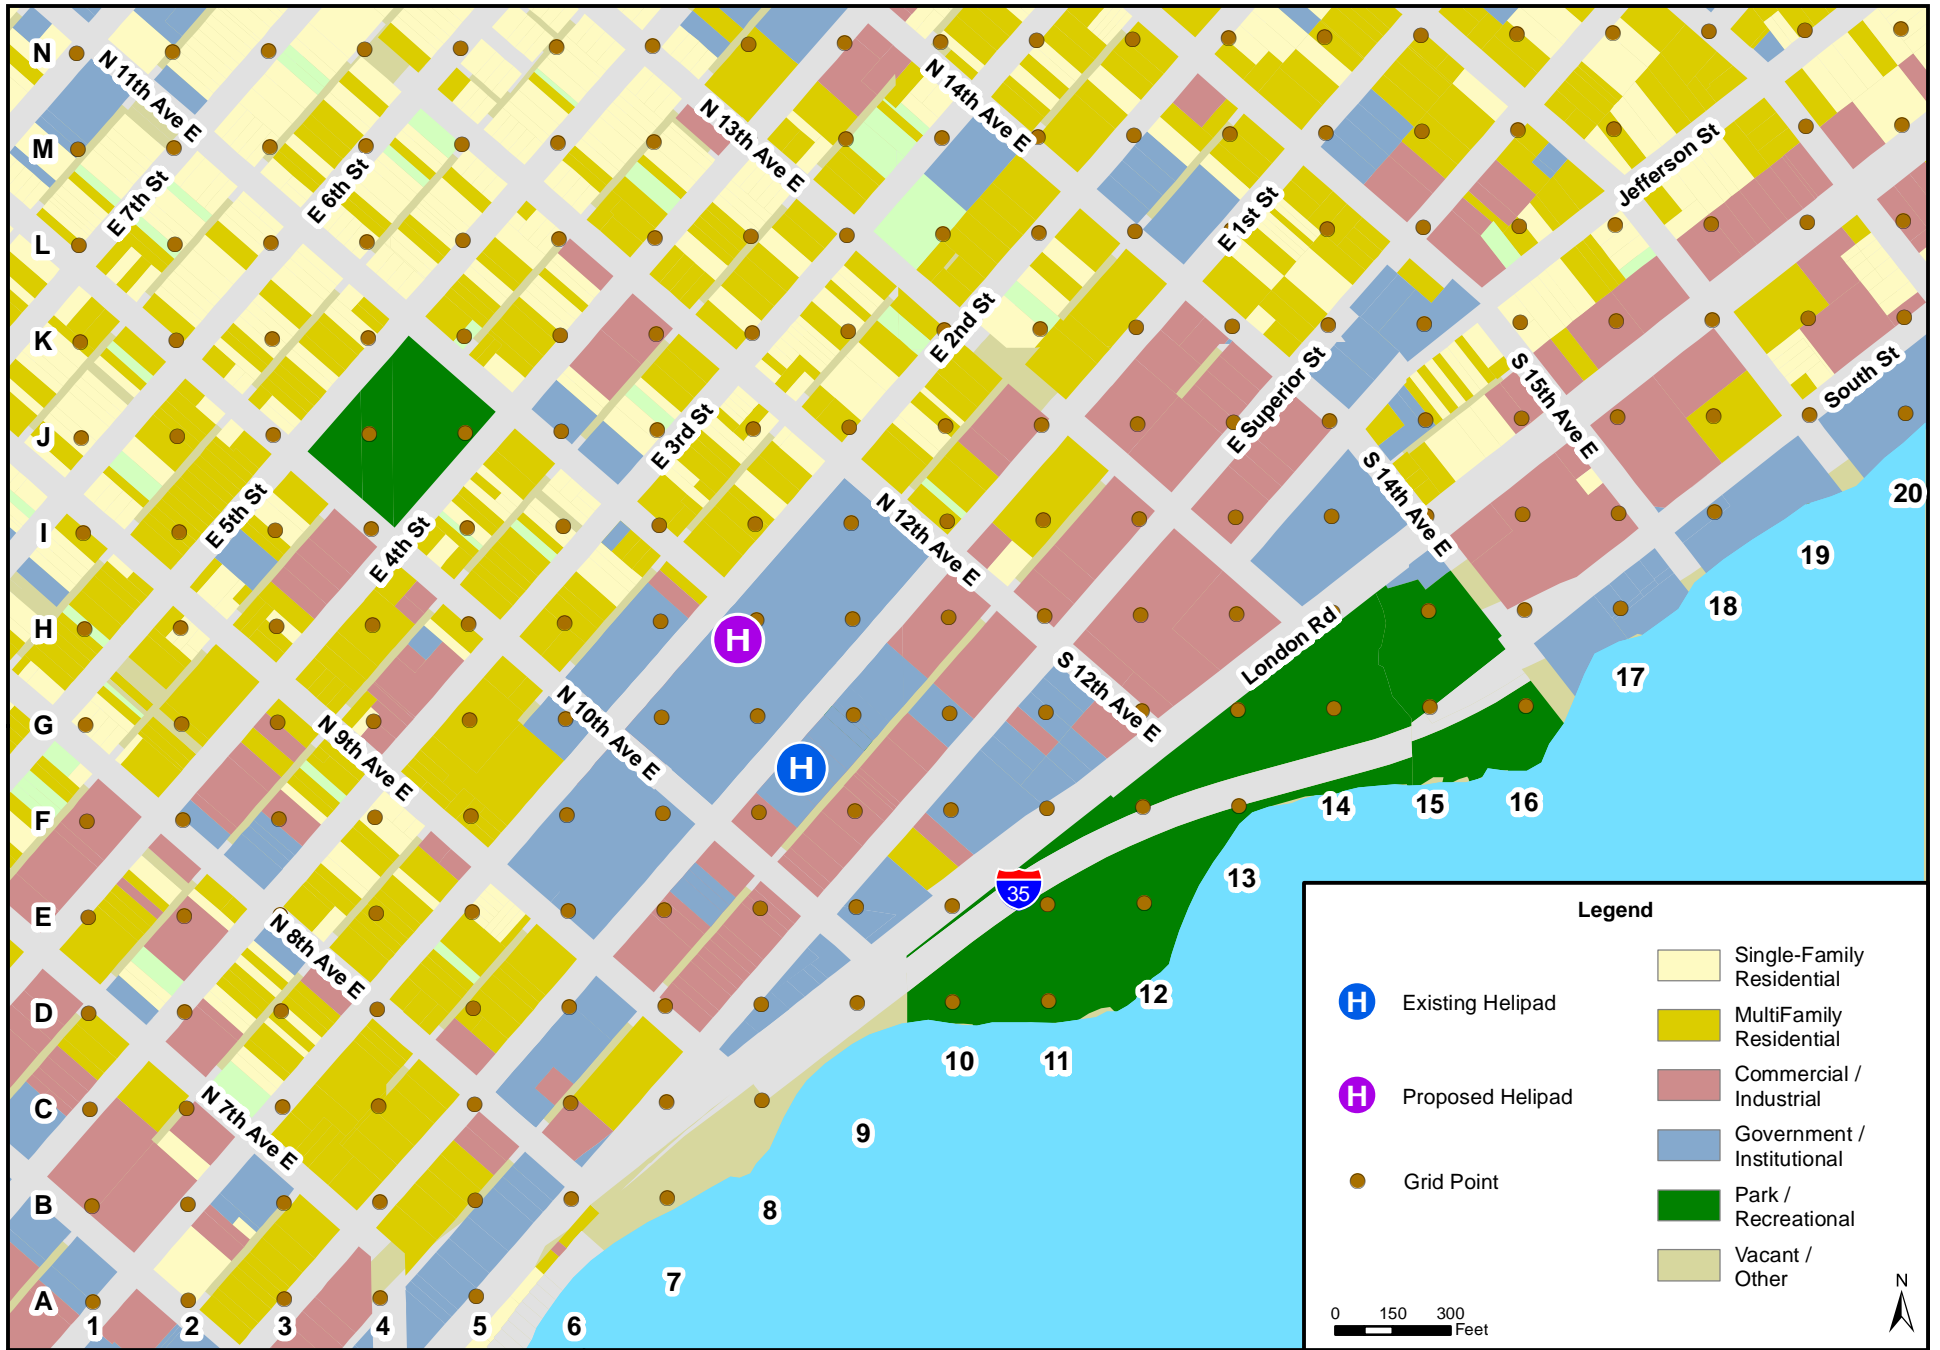 N
M
L
K
J
I
H
G
F
E
D
C
B
A
1
2
3
4
5
6
7
8
9
10
11
12
13
14
15
16
17
18
19
20
N 11th Ave E
E 7th St
E 6th St
N 13th Ave E
N 14th Ave E
E 1st St
Jefferson St
E 2nd St
E 3rd St
E Superior St
S 15th Ave E
South St
E 5th St
E 4th St
N 12th Ave E
S 14th Ave E
H
London Rd
S 12th Ave E
N 10th Ave E
N 9th Ave E
H
35
N 8th Ave E
N 7th Ave E
Legend
H
Existing Helipad
H
Proposed Helipad
Grid Point
Single-Family
Residential
MultiFamily
Residential
Commercial /
Industrial
Government /
Institutional
Park /
Recreational
Vacant /
Other
0 150 300
Feet
N